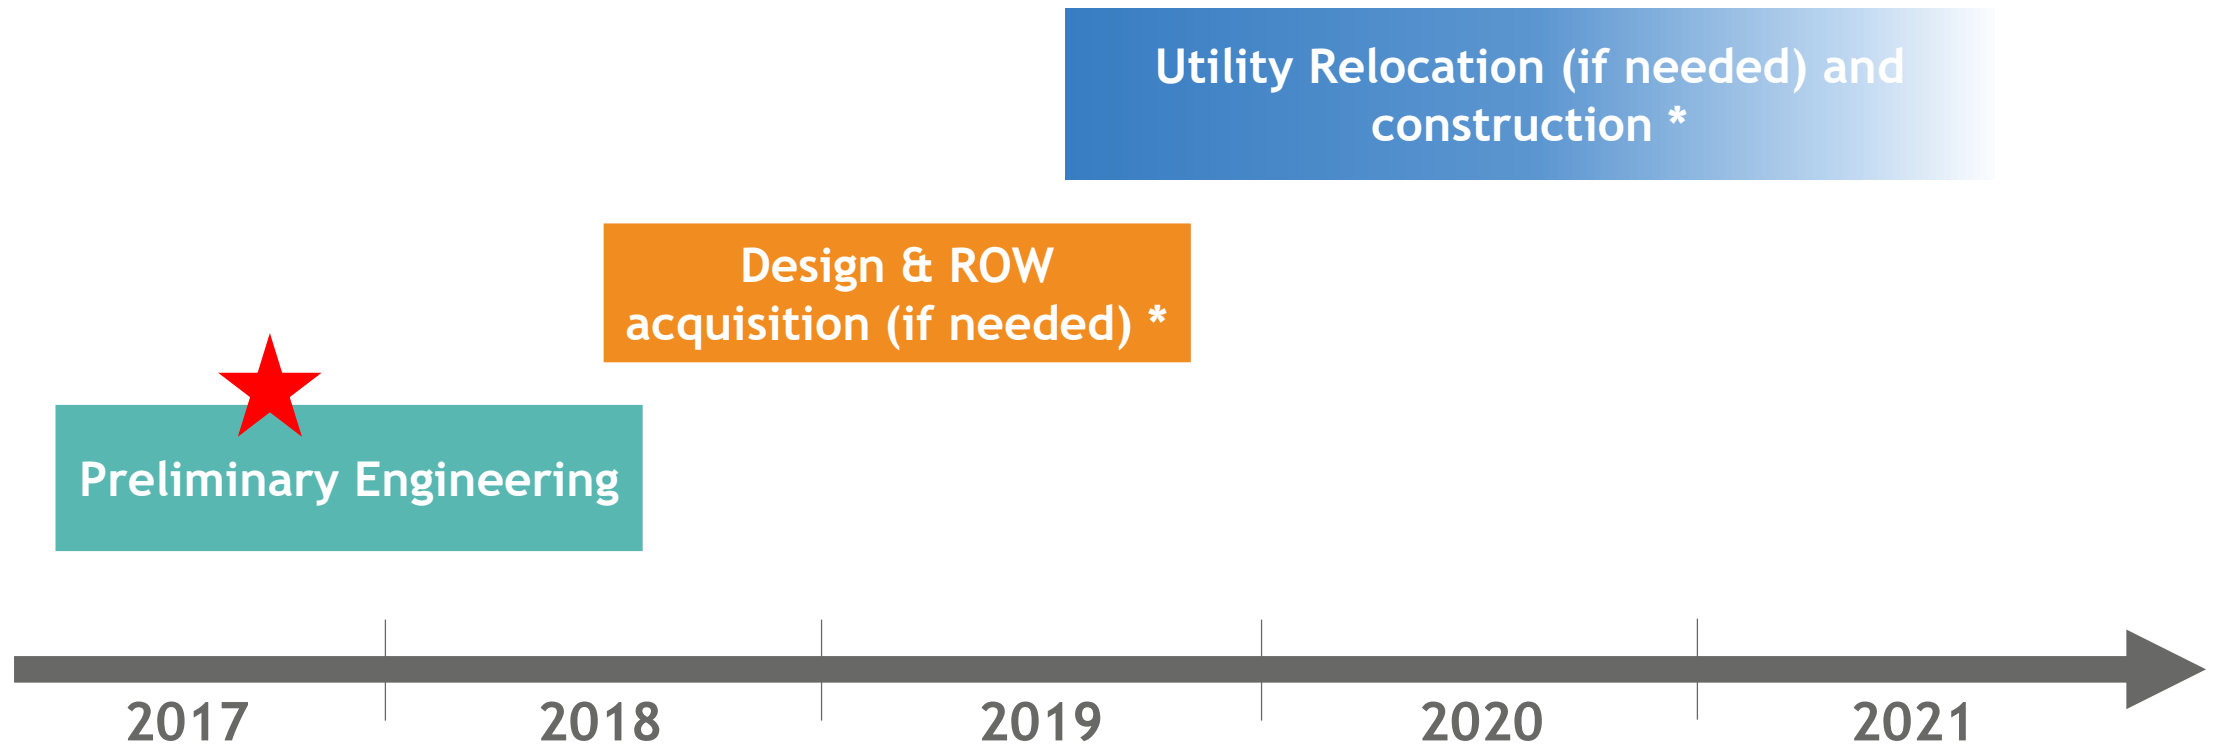 Utility Relocation (if needed) and
construction *
Design & ROW
acquisition (if needed) *
Preliminary Engineering
2017
2018
2019
2020
2021